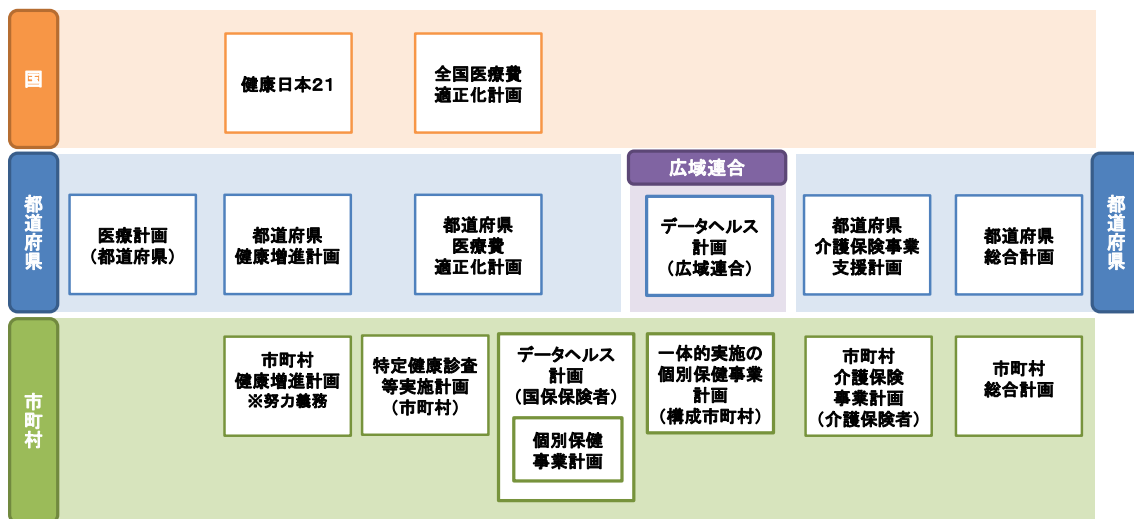 国
健康日本２１
全国医療費
適正化計画
都道府県
医療計画
（都道府県）
都道府県
健康増進計画
都道府県
医療費
適正化計画
広域連合
データヘルス
計画
（広域連合）
都道府県
介護保険事業
支援計画
都道府県
総合計画
都道府県
市町村
市町村
健康増進計画
※努力義務
特定健康診査
等実施計画
（市町村）
データヘルス
計画
（国保保険者）
個別保健
事業計画
一体的実施の
個別保健事業
計画
（構成市町村）
市町村
介護保険
事業計画
（介護保険者）
市町村
総合計画